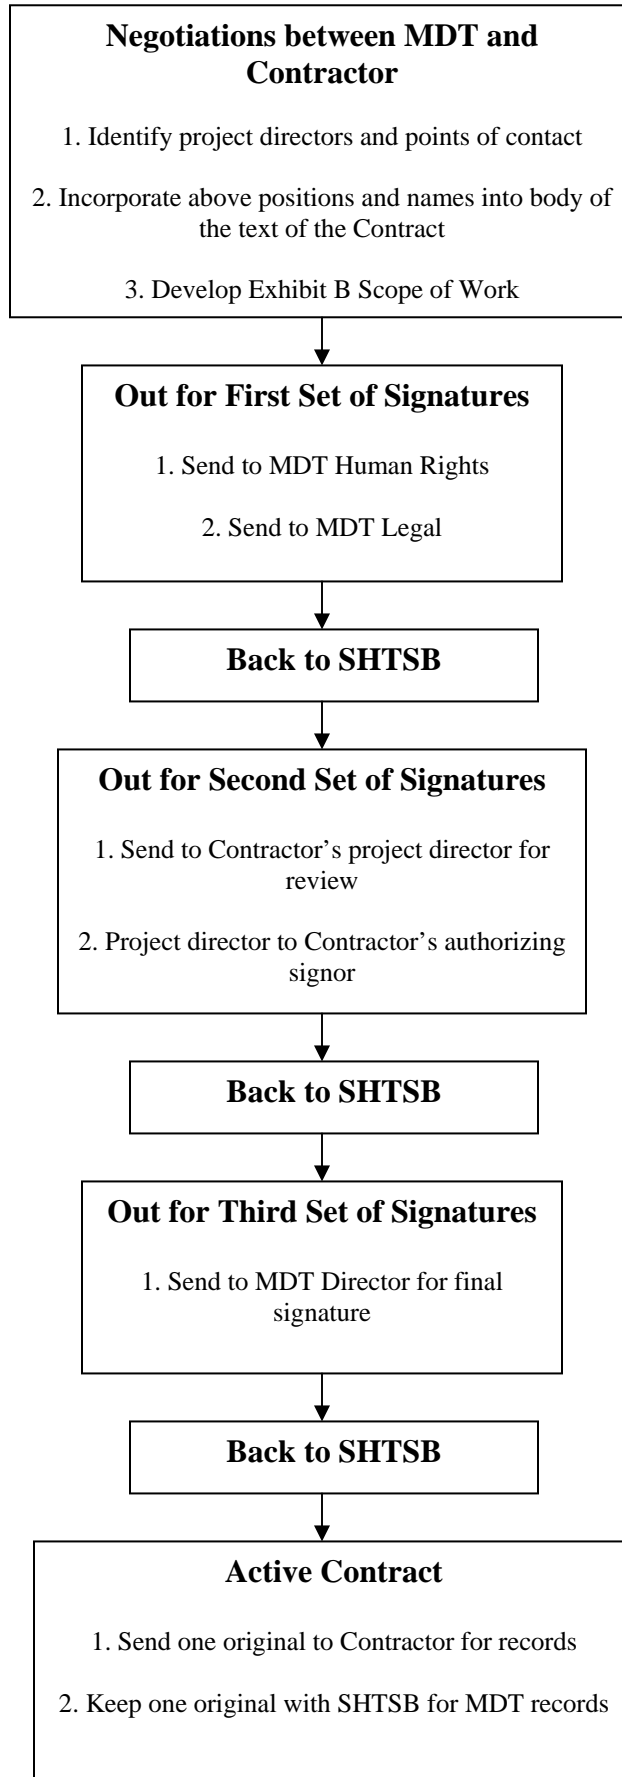 Negotiations between MDT and
Contractor
1. Identify project directors and points of contact
2. Incorporate above positions and names into body of
the text of the Contract
3. Develop Exhibit B Scope of Work
Out for First Set of Signatures
1. Send to MDT Human Rights
2. Send to MDT Legal
Back to SHTSB
Out for Second Set of Signatures
1. Send to Contractor’s project director for
review
2. Project director to Contractor’s authorizing
signor
Back to SHTSB
Out for Third Set of Signatures
1. Send to MDT Director for final
signature
Back to SHTSB
Active Contract
1. Send one original to Contractor for records
2. Keep one original with SHTSB for MDT records